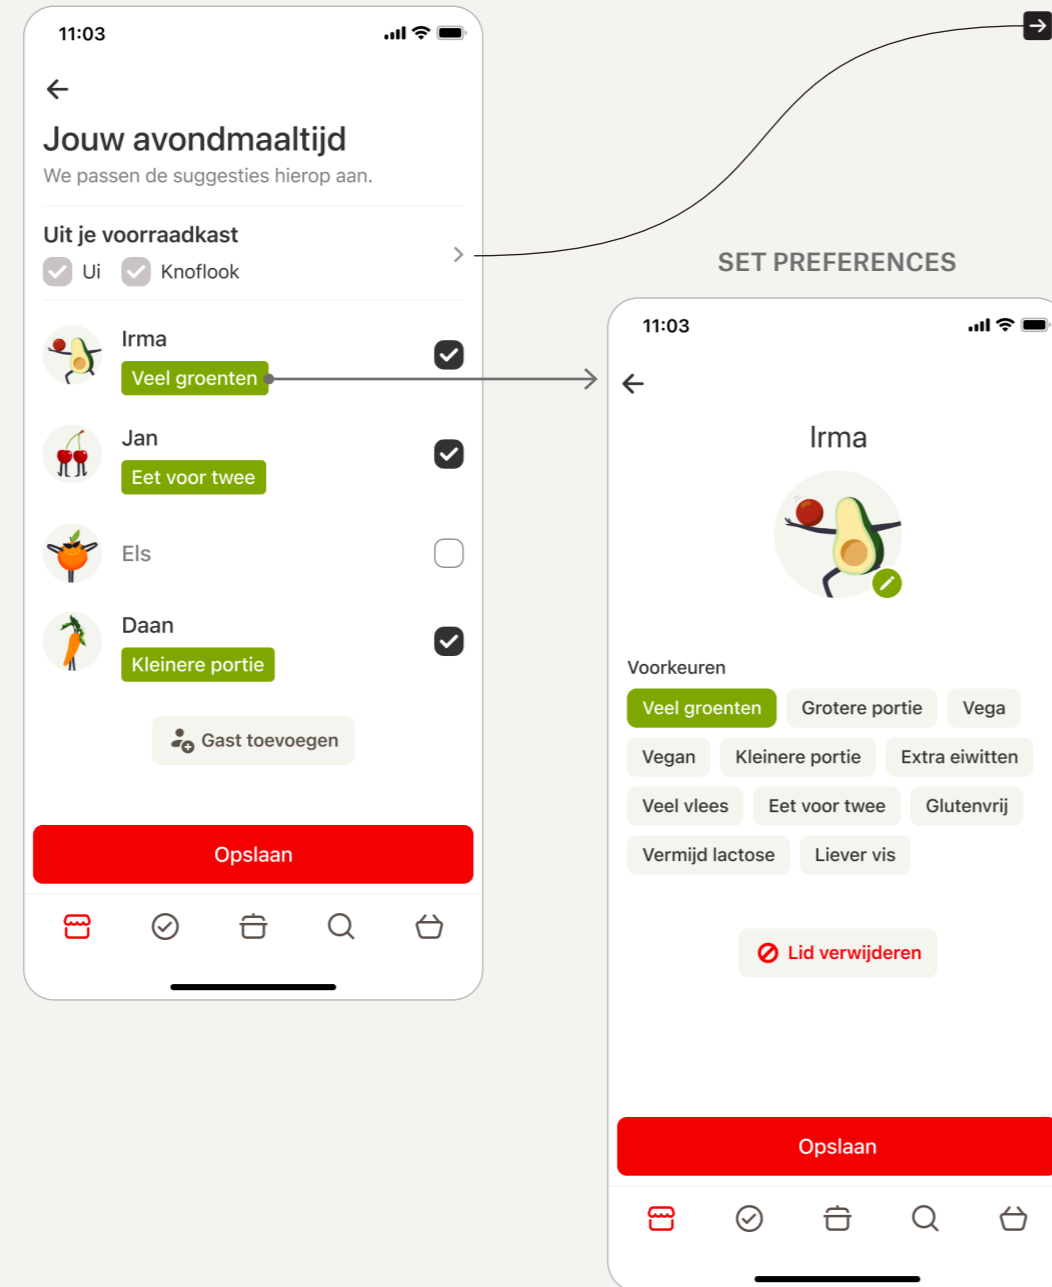 11:03
Jouw avondmaaltijd
We passen de suggesties hierop aan.
Uit je voorraadkast
Ui Knoflook
Irma
Veel groenten
Jan
Eet voor twee
Els
Daan
Kleinere portie
Gast toevoegen
Opslaan
SET PREFERENCES
11:03
Irma
Voorkeuren
Veel groenten Grotere portie Vega
Vegan Kleinere portie Extra eiwitten
Veel vlees Eet voor twee Glutenvrij
Vermijd lactose Liever vis
Lid verwijderen
Opslaan